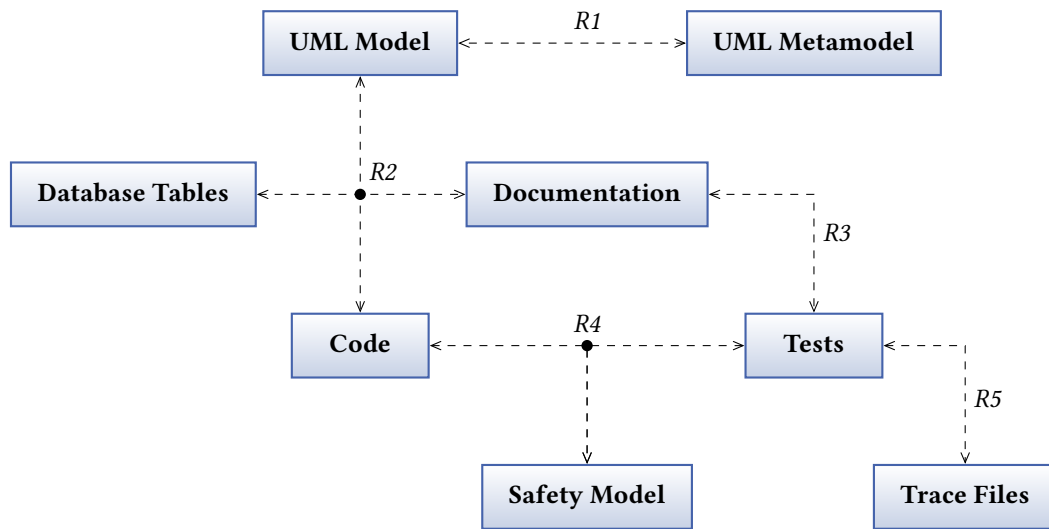 R1
UML Model
UML Metamodel
R2
Database Tables
Documentation
R3
R4
Code
Tests
R5
Safety Model
Trace Files